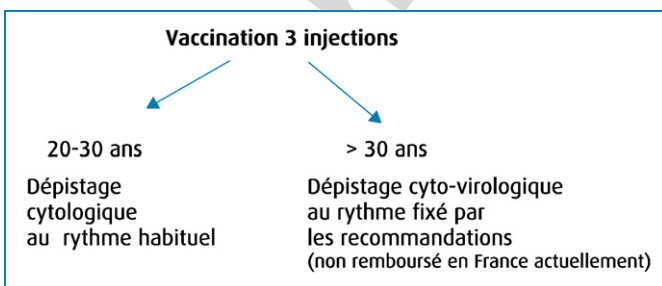 Vaccination 3 injections
20-30 ans
Dépistage
cytologique
au rythme habituel
> 30 ans
Dépistage cyto-virologique
au rythme fixé par
les recommandations
(non remboursé en France actuellement)